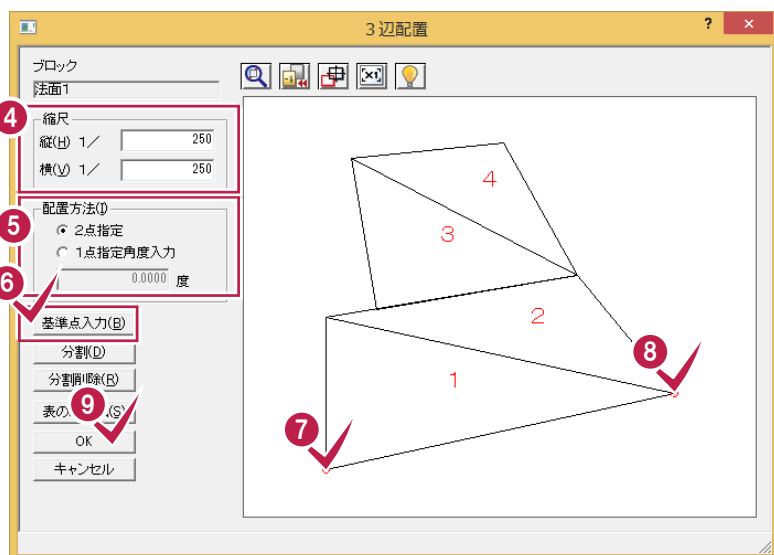 3辺配置
?
×
ブロック
法面1
4
縮尺
縦(H) 1/ 250
横(V) 1/ 250
5
配置方法(I)
2点指定
1点指定角度入力
0.0000 度
6
基準点入力(B)
分割(D)
分割削除(R)
表の
(S)
9
OK
キャンセル
4
3
2
1
8
7